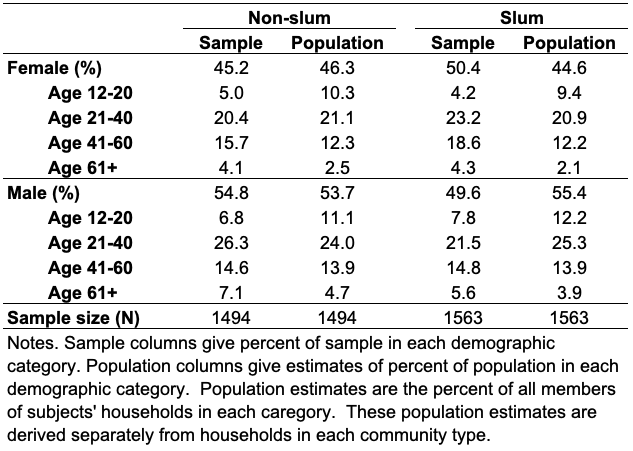 Non-slum Slum
Sample Population Sample Population
Female (%) 45.2 46.3 50.4 44.6
Age 12-20 5.0 10.3 4.2 9.4
Age 21-40 20.4 21.1 23.2 20.9
Age 41-60 15.7 12.3 18.6 12.2
Age 61+ 4.1 2.5 4.3 2.1
Male (%) 54.8 53.7 49.6 55.4
Age 12-20 6.8 11.1 7.8 12.2
Age 21-40 26.3 24.0 21.5 25.3
Age 41-60 14.6 13.9 14.8 13.9
Age 61+ 7.1 4.7 5.6 3.9
Sample size (N) 1494 1494 1563 1563
Notes. Sample columns give percent of sample in each demographic
category. Population columns give estimates of percent of population in each
demographic category.  Population estimates are the percent of all members
of subjects' households in each caregory.  These population estimates are
derived separately from households in each community type.